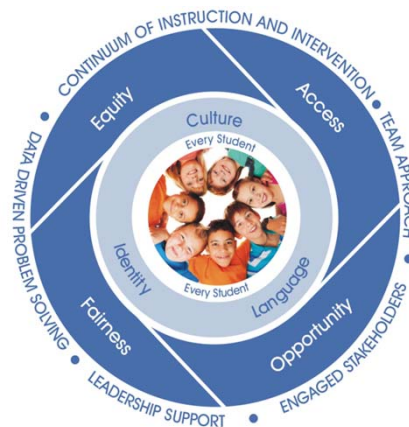 CONTINUUM OF INSTRUCTION AND INTERVENTION
TEAM APPROACH
ENGAGED STAKEHOLDERS
LEADERSHIP SUPPORT
DATA DRIVEN PROBLEM SOLVING
Equity
Access
Opportunity
Fairness
Culture
Language
Identity
Every Student
Every Student